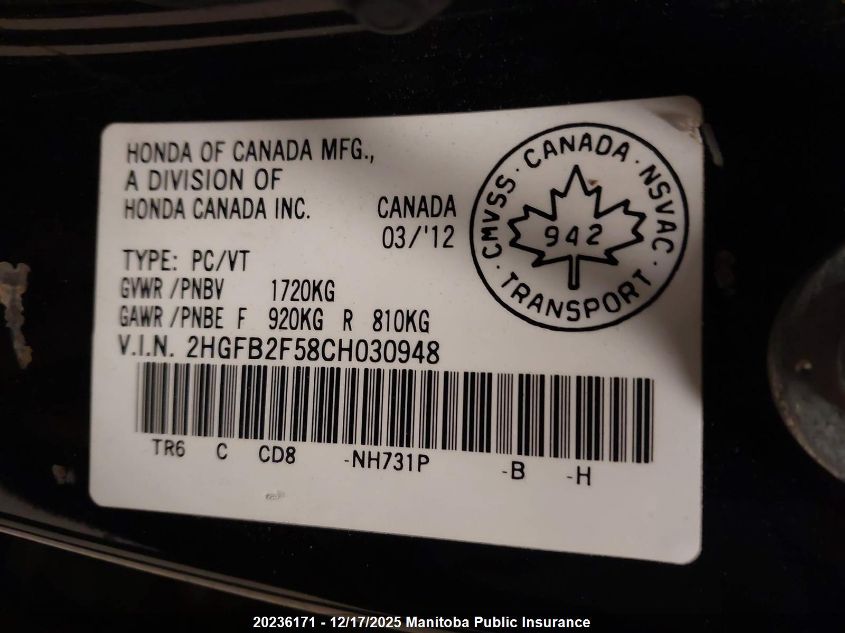 HONDA OF CANADA MFG.,
A DIVISION OF
HONDA CANADA INC.
CANADA
03/'12
TYPE: PC/VT
GVWR/PNBV 1720KG
GAWR/PNBE F 920KG R 810KG
V.I.N. 2HGFB2F58CH030948
TR6 C CD8 -NH731P -B -H
CMVSS · CANADA · NSVAC · TRANSPORT ·
942
20236171 - 12/17/2025 Manitoba Public Insurance